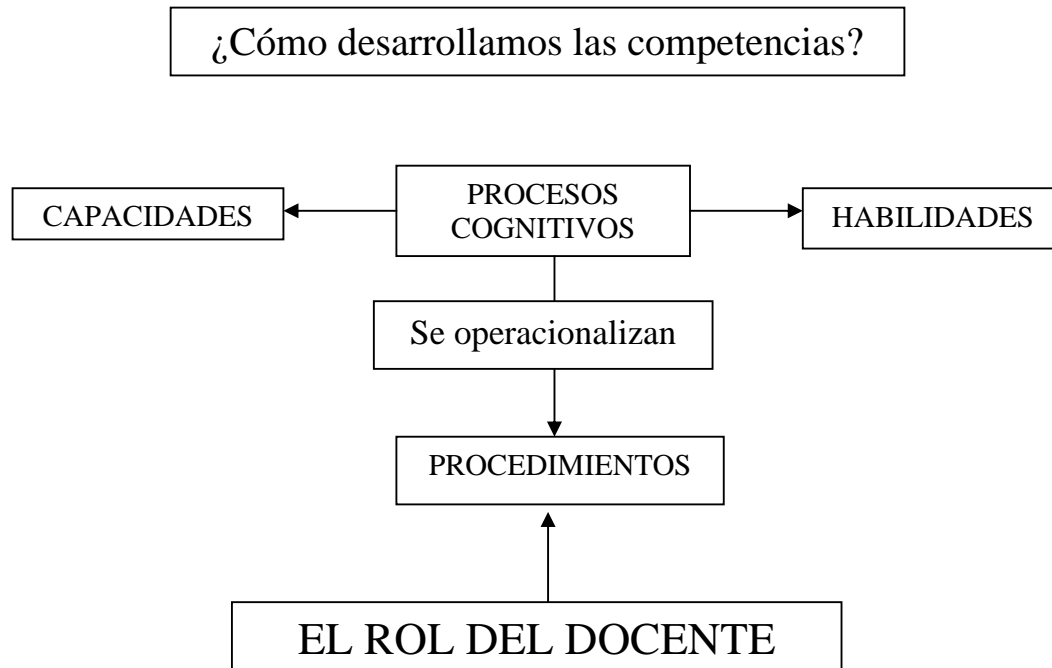 ¿Cómo desarrollamos las competencias?
CAPACIDADES
PROCESOS
COGNITIVOS
HABILIDADES
Se operacionalizan
PROCEDIMIENTOS
EL ROL DEL DOCENTE